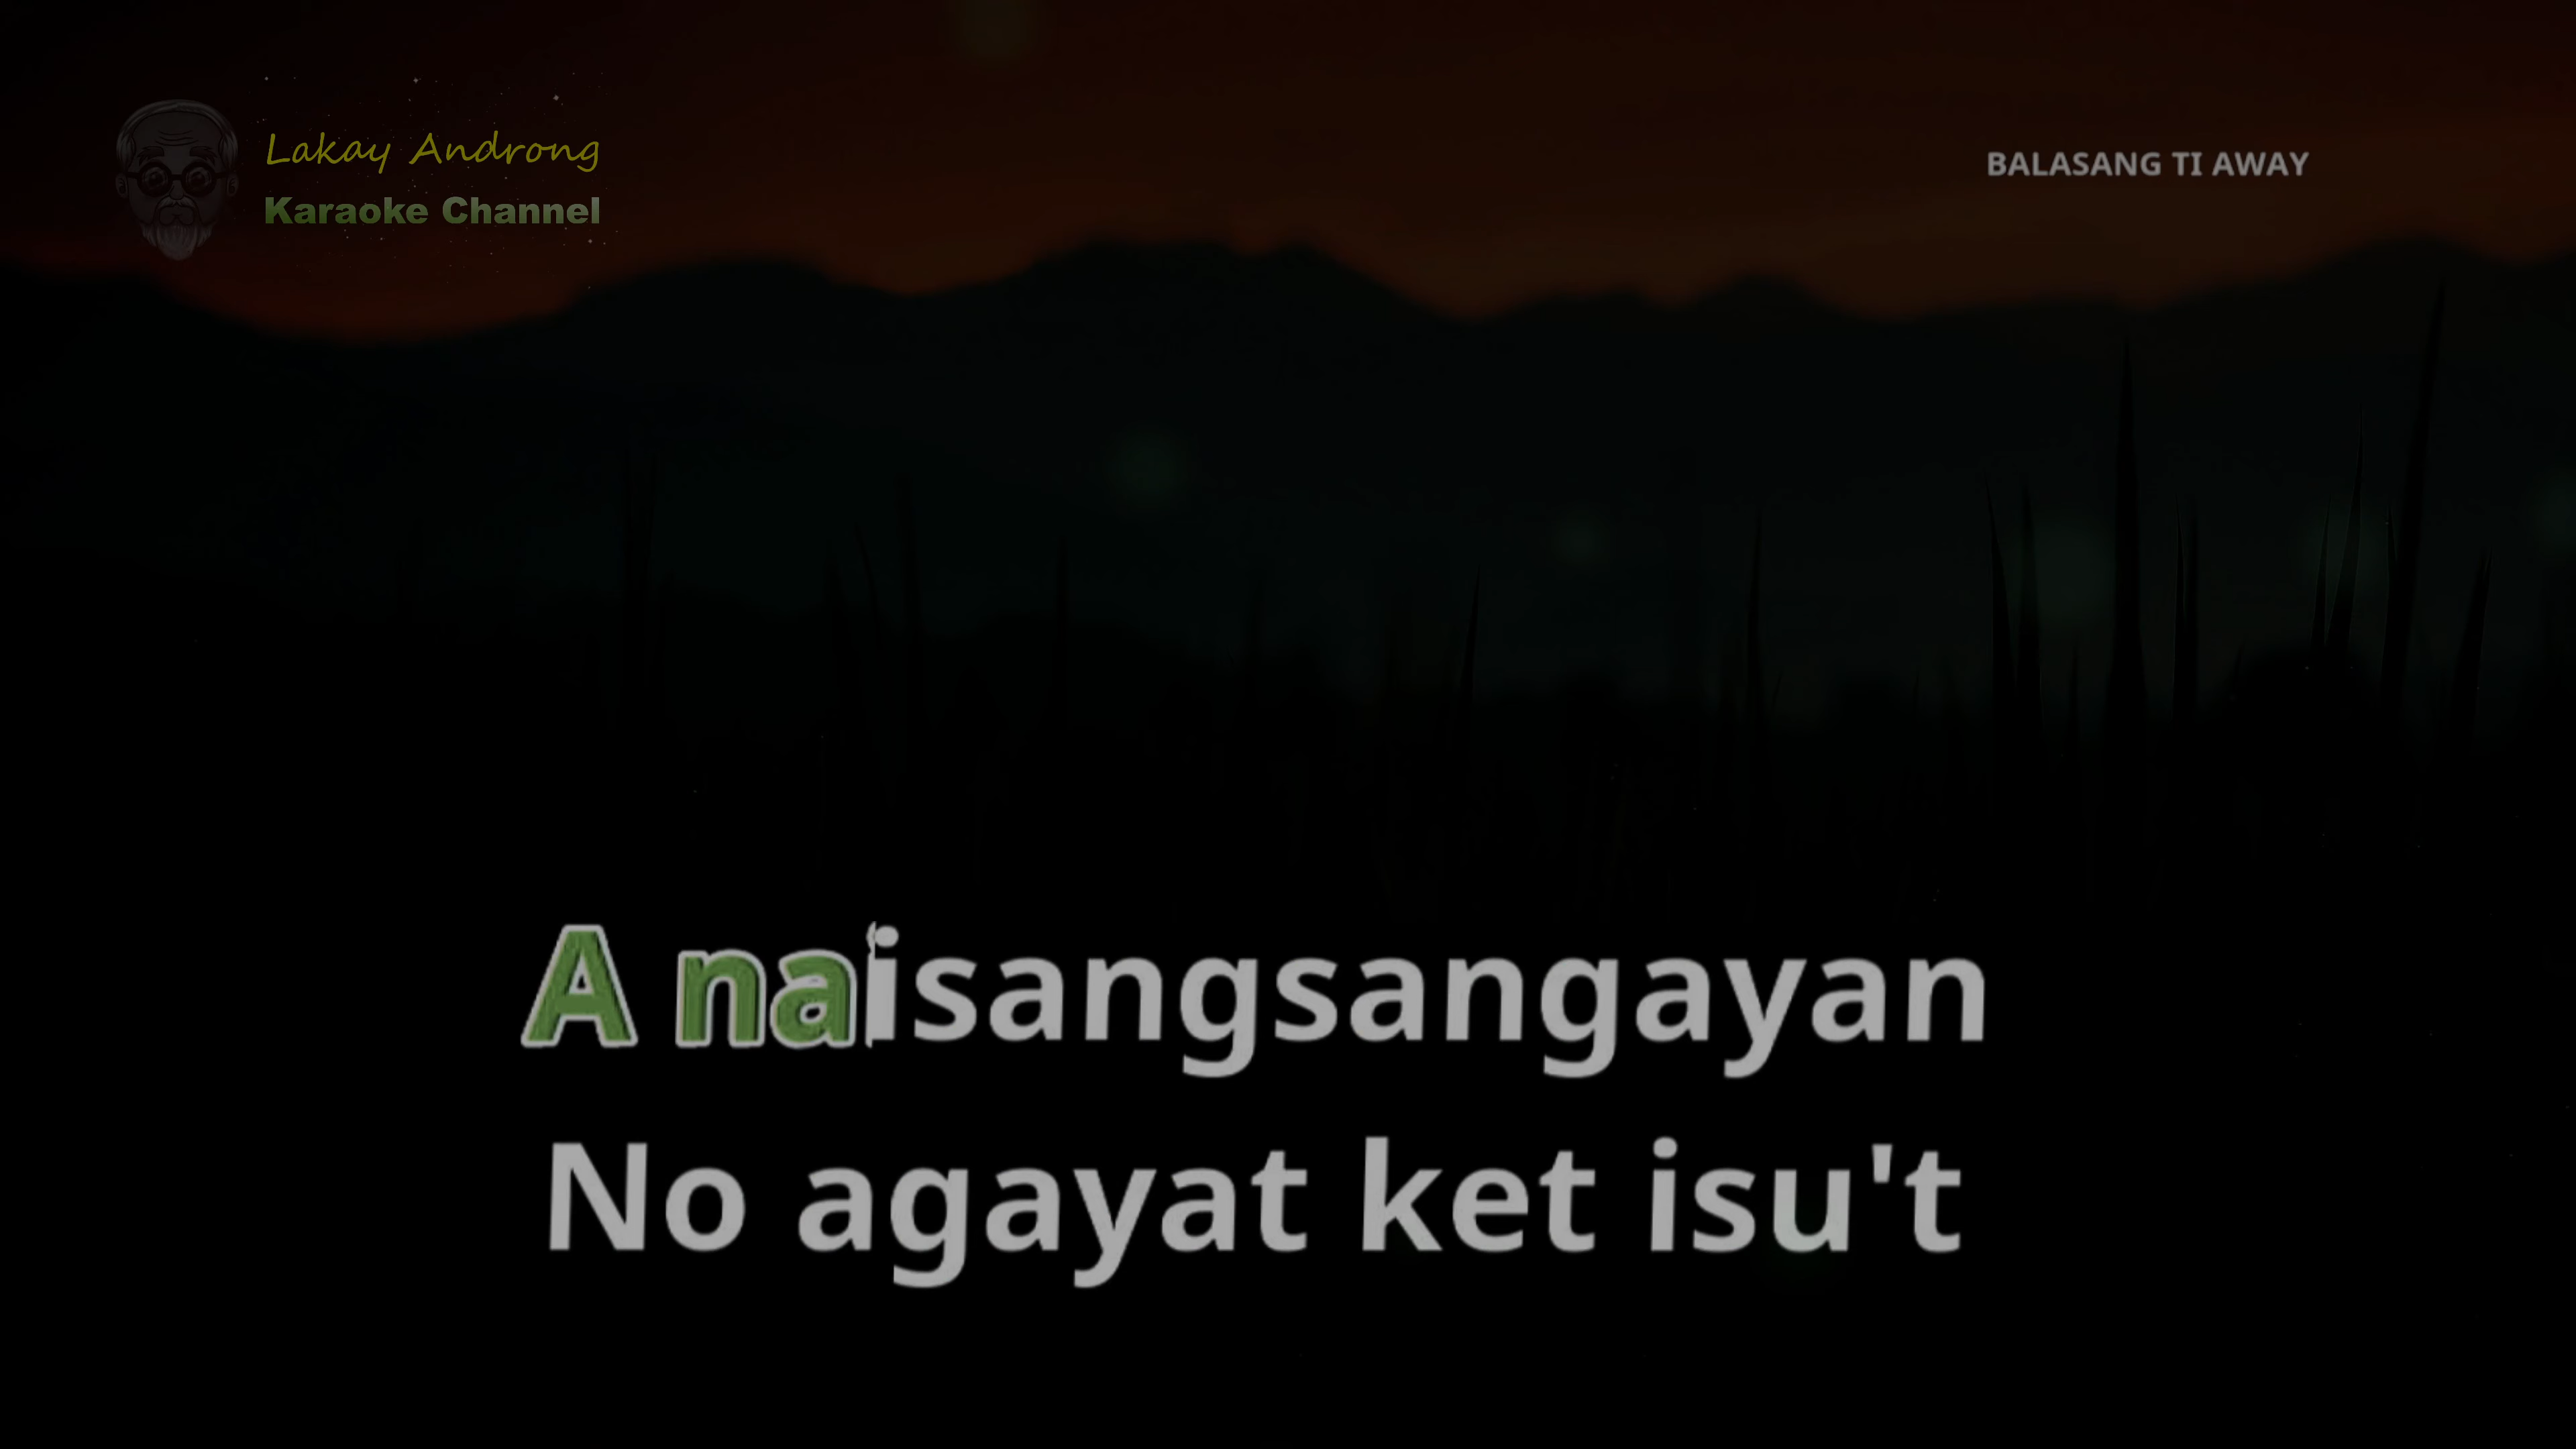 Lakay Androng
Karaoke Channel
BALASANG TI AWAY
A naisangsangayan
No agayat ket isu't